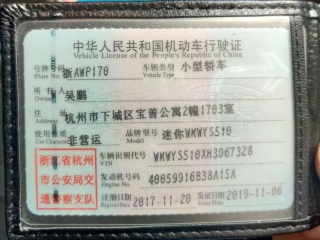 中华人民共和国机动车行驶证
Vehicle License of the People's Republic of China
号牌号码 浙AWP170 车辆类型 小型轿车
Plate No. Vehicle Type
所有人 吴鹏
Owner
住址 杭州市下城区宝善公寓2幢1703室
Address
使用性质 非营运 品牌型号 迷你WMWYS510
Use Character Model
浙江省杭州市公安局交通警察支队
车辆识别代号 WMWYS510XH3D67328
VIN
发动机号码 40059916B38A15A
Engine No.
注册日期 2017-11-20 发证日期 2019-11-06
Register Date Issue Date